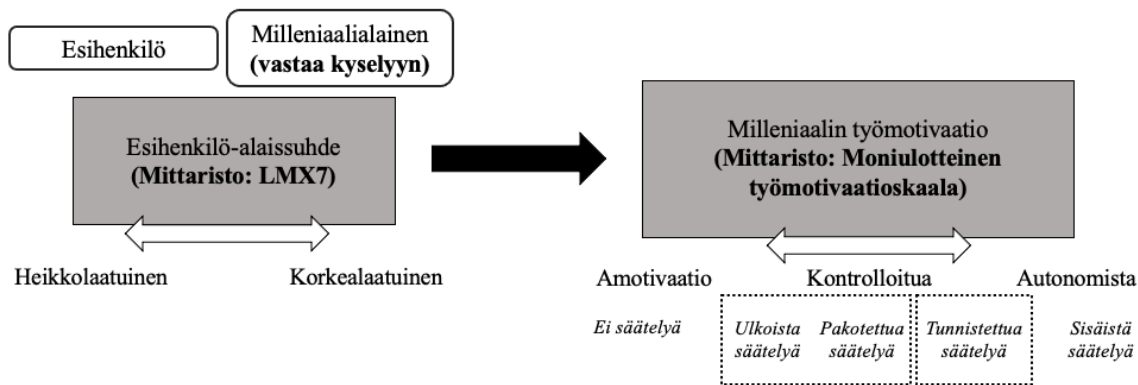 Esihenkilö
Milleniaalialainen
(vastaa kyselyyn)
Esihenkilö-alaissuhde
(Mittaristo: LMX7)
Heikkolaatuinen
Korkealaatuinen
Milleniaalin työmotivaatio
(Mittaristo: Moniulotteinen
työmotivaatioskaala)
Amotivaatio
Kontrolloitua
Autonomista
Ei säätelyä
Ulkoista
säätelyä
Pakotettua
säätelyä
Tunnistettua
säätelyä
Sisäistä
säätelyä